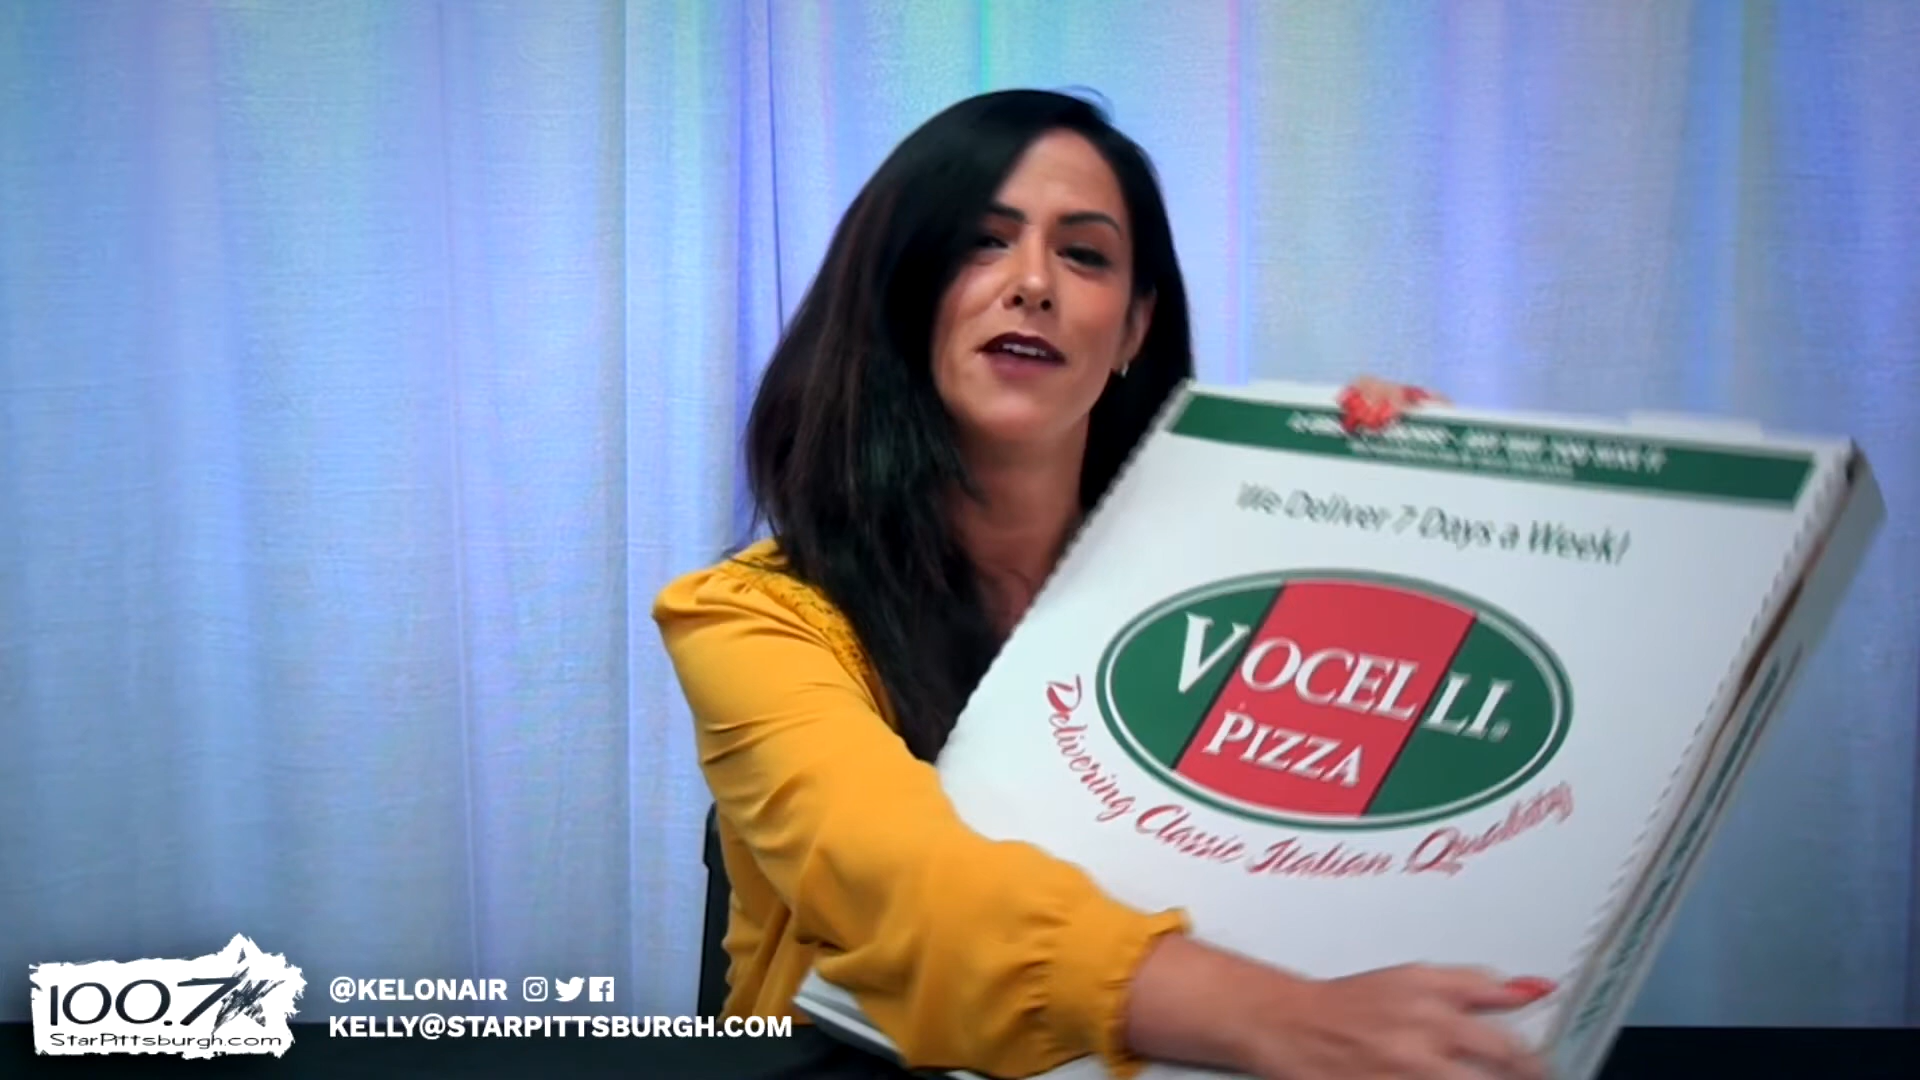 We Deliver 7 Days a Week!
VOCELLI
PIZZA
Delivering Classic Italian Quality
100.7
StarPittsburgh.com
@KELONAIR
KELLY@STARPITTSBURGH.COM